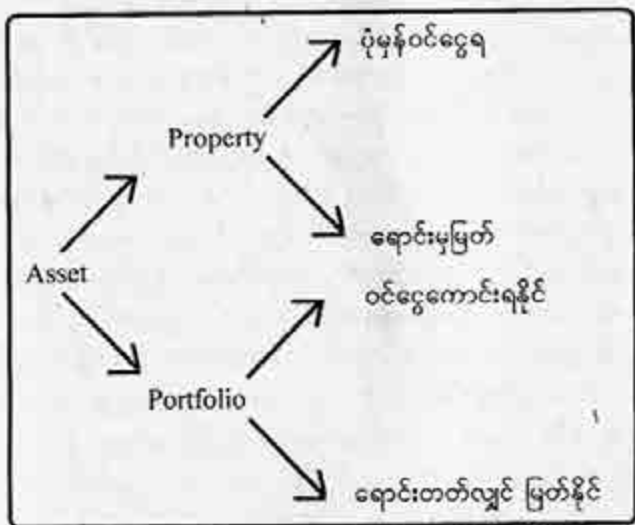 ပုံမှန်ဝင်ငွေရ
Property
ရောင်းမှမြတ်
Asset
ဝင်ငွေကောင်းရနိုင်
Portfolio
ရောင်းတတ်လျှင် မြတ်နိုင်